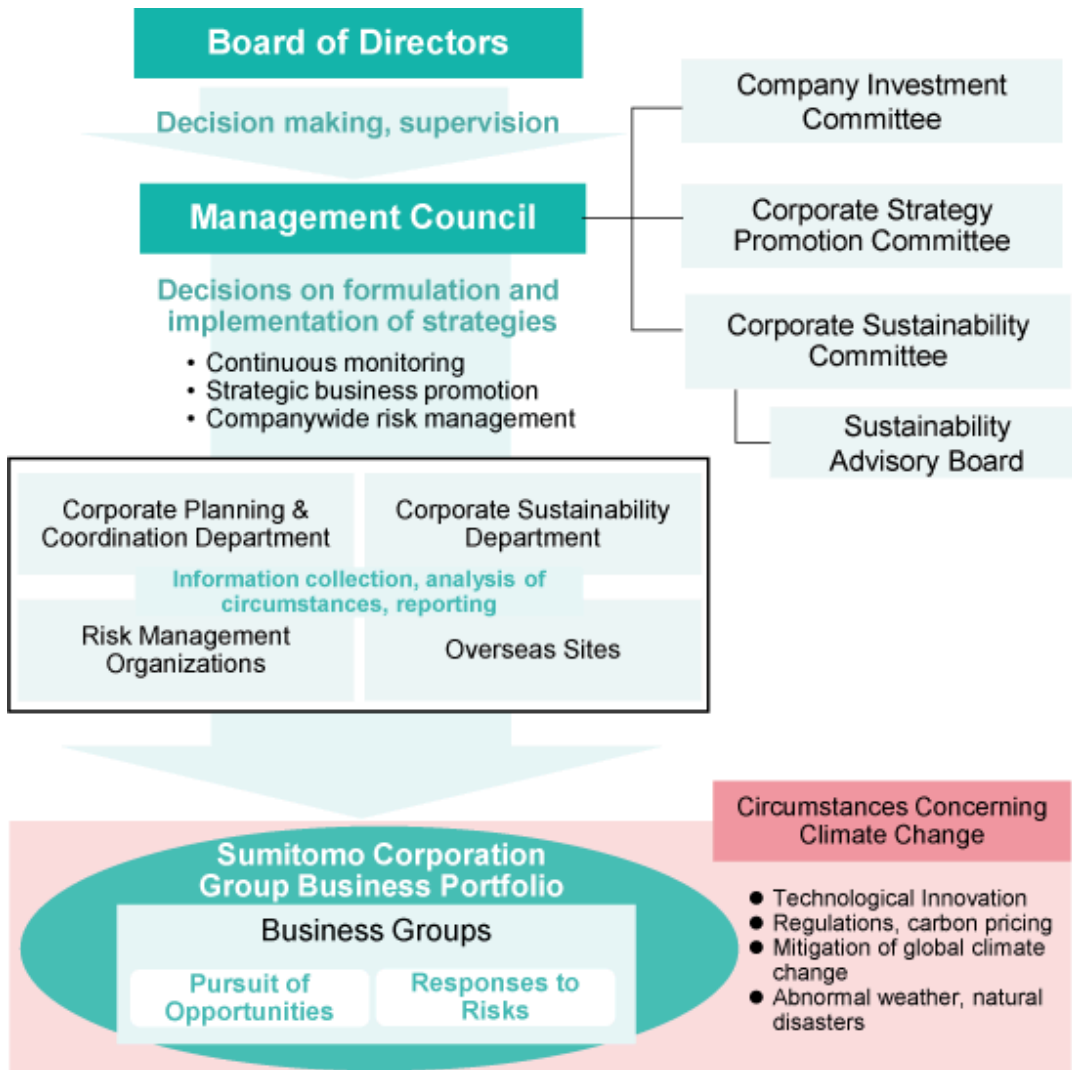 Board of Directors
Decision making, supervision
Management Council
Company Investment
Committee
Corporate Strategy
Promotion Committee
Corporate Sustainability
Committee
Sustainability
Advisory Board
Decisions on formulation and
implementation of strategies
• Continuous monitoring
• Strategic business promotion
• Companywide risk management
Corporate Planning &
Coordination Department
Corporate Sustainability
Department
Information collection, analysis of
circumstances, reporting
Risk Management
Organizations
Overseas Sites
Sumitomo Corporation
Group Business Portfolio
Business Groups
Pursuit of
Opportunities
Responses to
Risks
Circumstances Concerning
Climate Change
● Technological Innovation
● Regulations, carbon pricing
● Mitigation of global climate
change
● Abnormal weather, natural
disasters